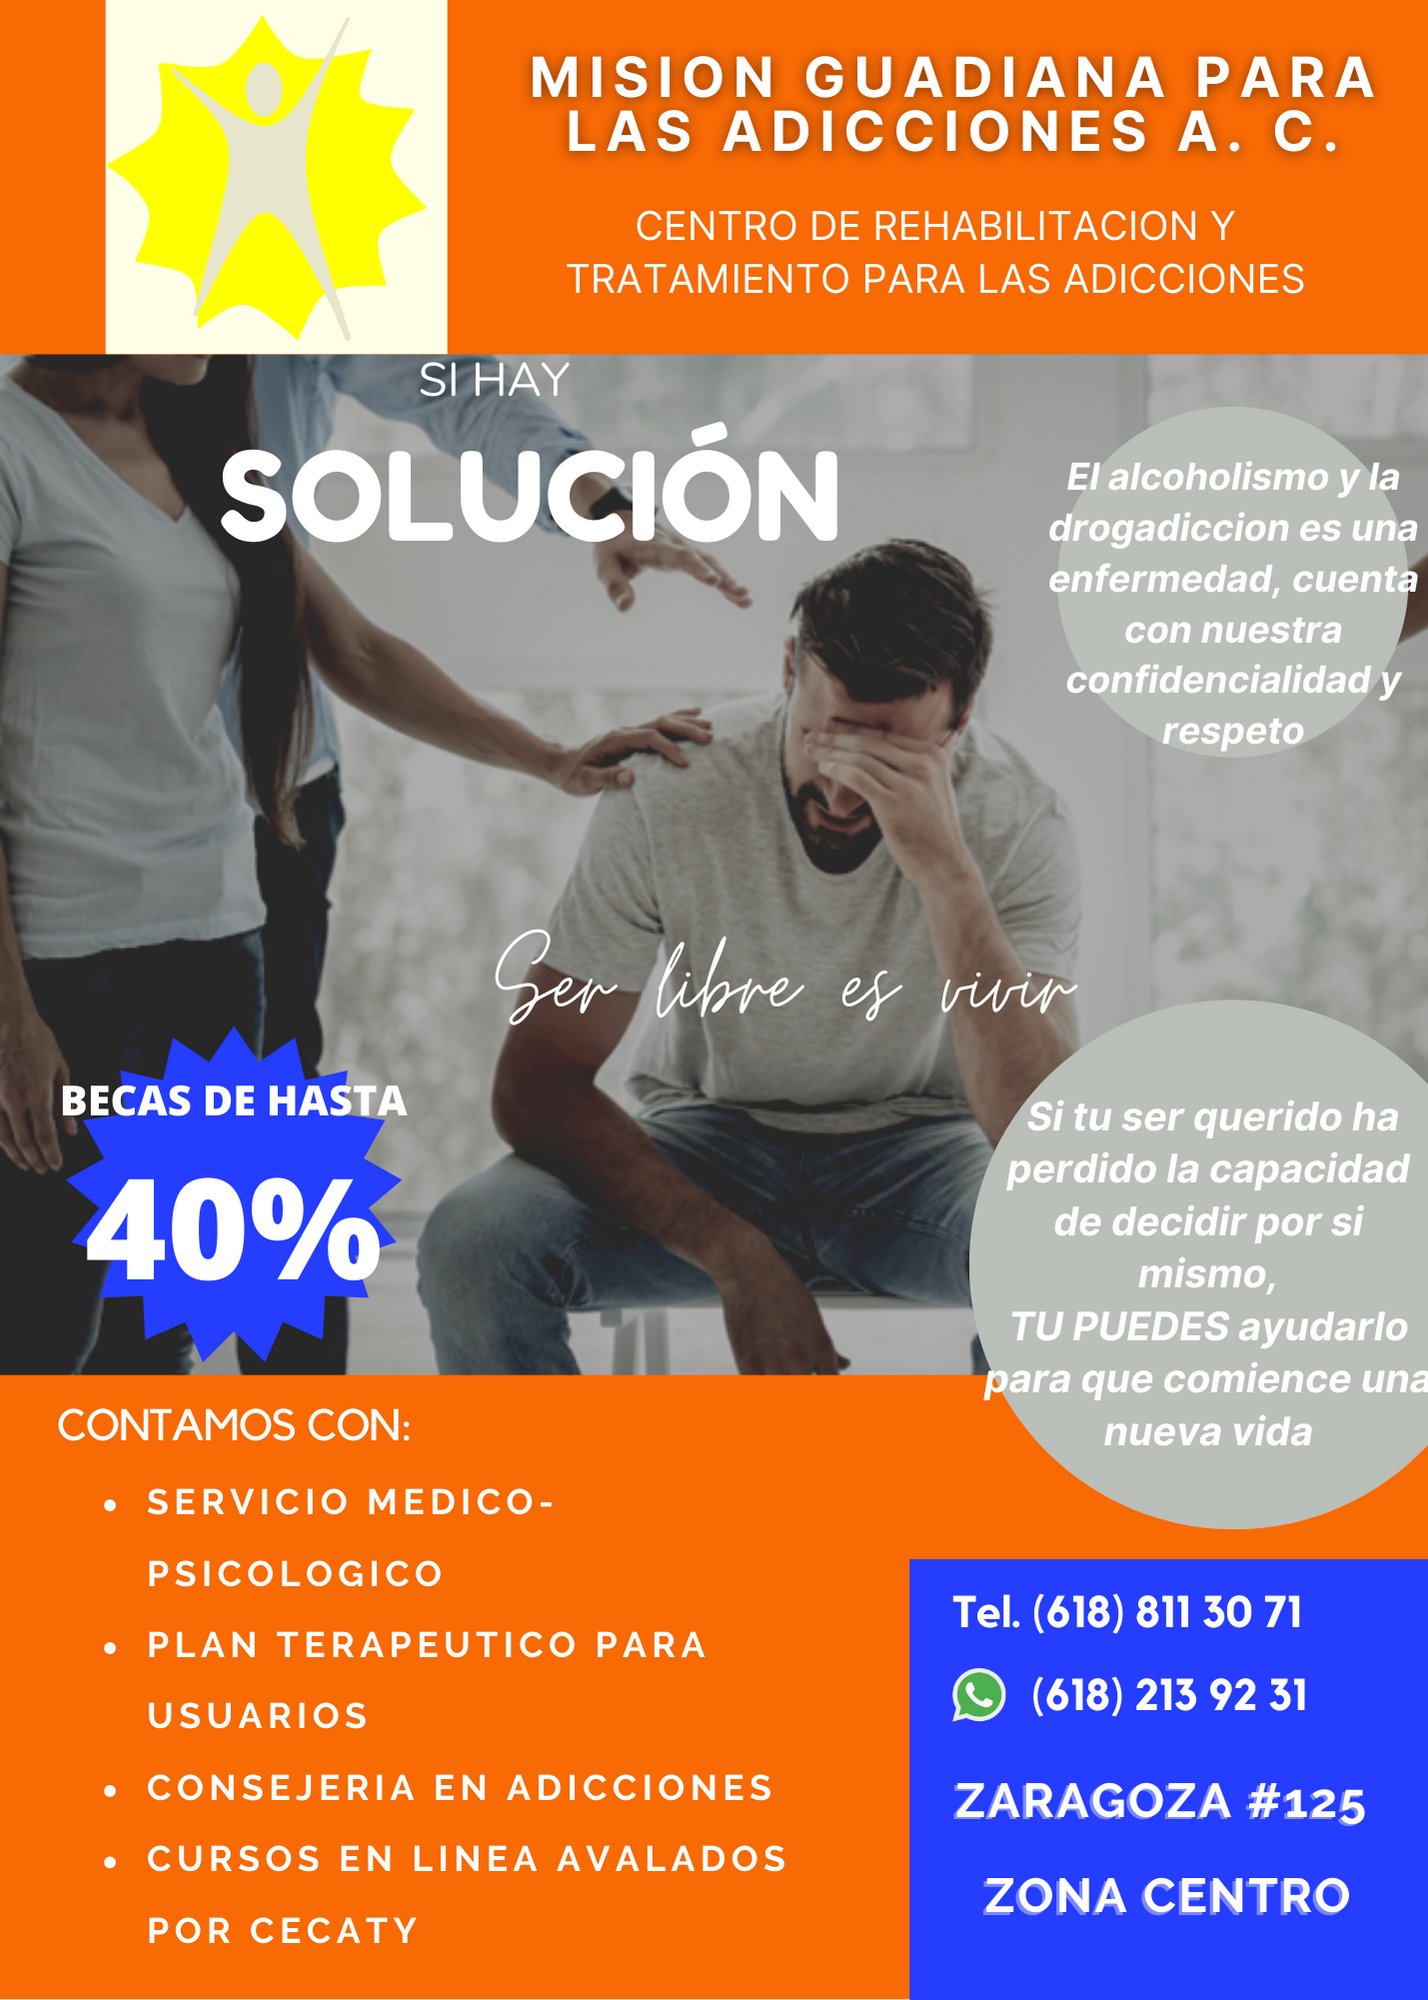 MISION GUADIANA PARA
LAS ADICCIONES A. C.
CENTRO DE REHABILITACION Y
TRATAMIENTO PARA LAS ADICCIONES
SI HAY
SOLUCIÓN
El alcoholismo y la
drogadiccion es una
enfermedad, cuenta
con nuestra
confidencialidad y
respeto
Ser libre es vivir
BECAS DE HASTA
40%
Si tu ser querido ha
perdido la capacidad
de decidir por si
mismo,
TU PUEDES ayudarlo
para que comience una
nueva vida
CONTAMOS CON:
• SERVICIO MEDICO-
PSICOLOGICO
• PLAN TERAPEUTICO PARA
USUARIOS
• CONSEJERIA EN ADICCIONES
• CURSOS EN LINEA AVALADOS
POR CECATY
Tel. (618) 811 30 71
(618) 213 92 31
ZARAGOZA #125
ZONA CENTRO